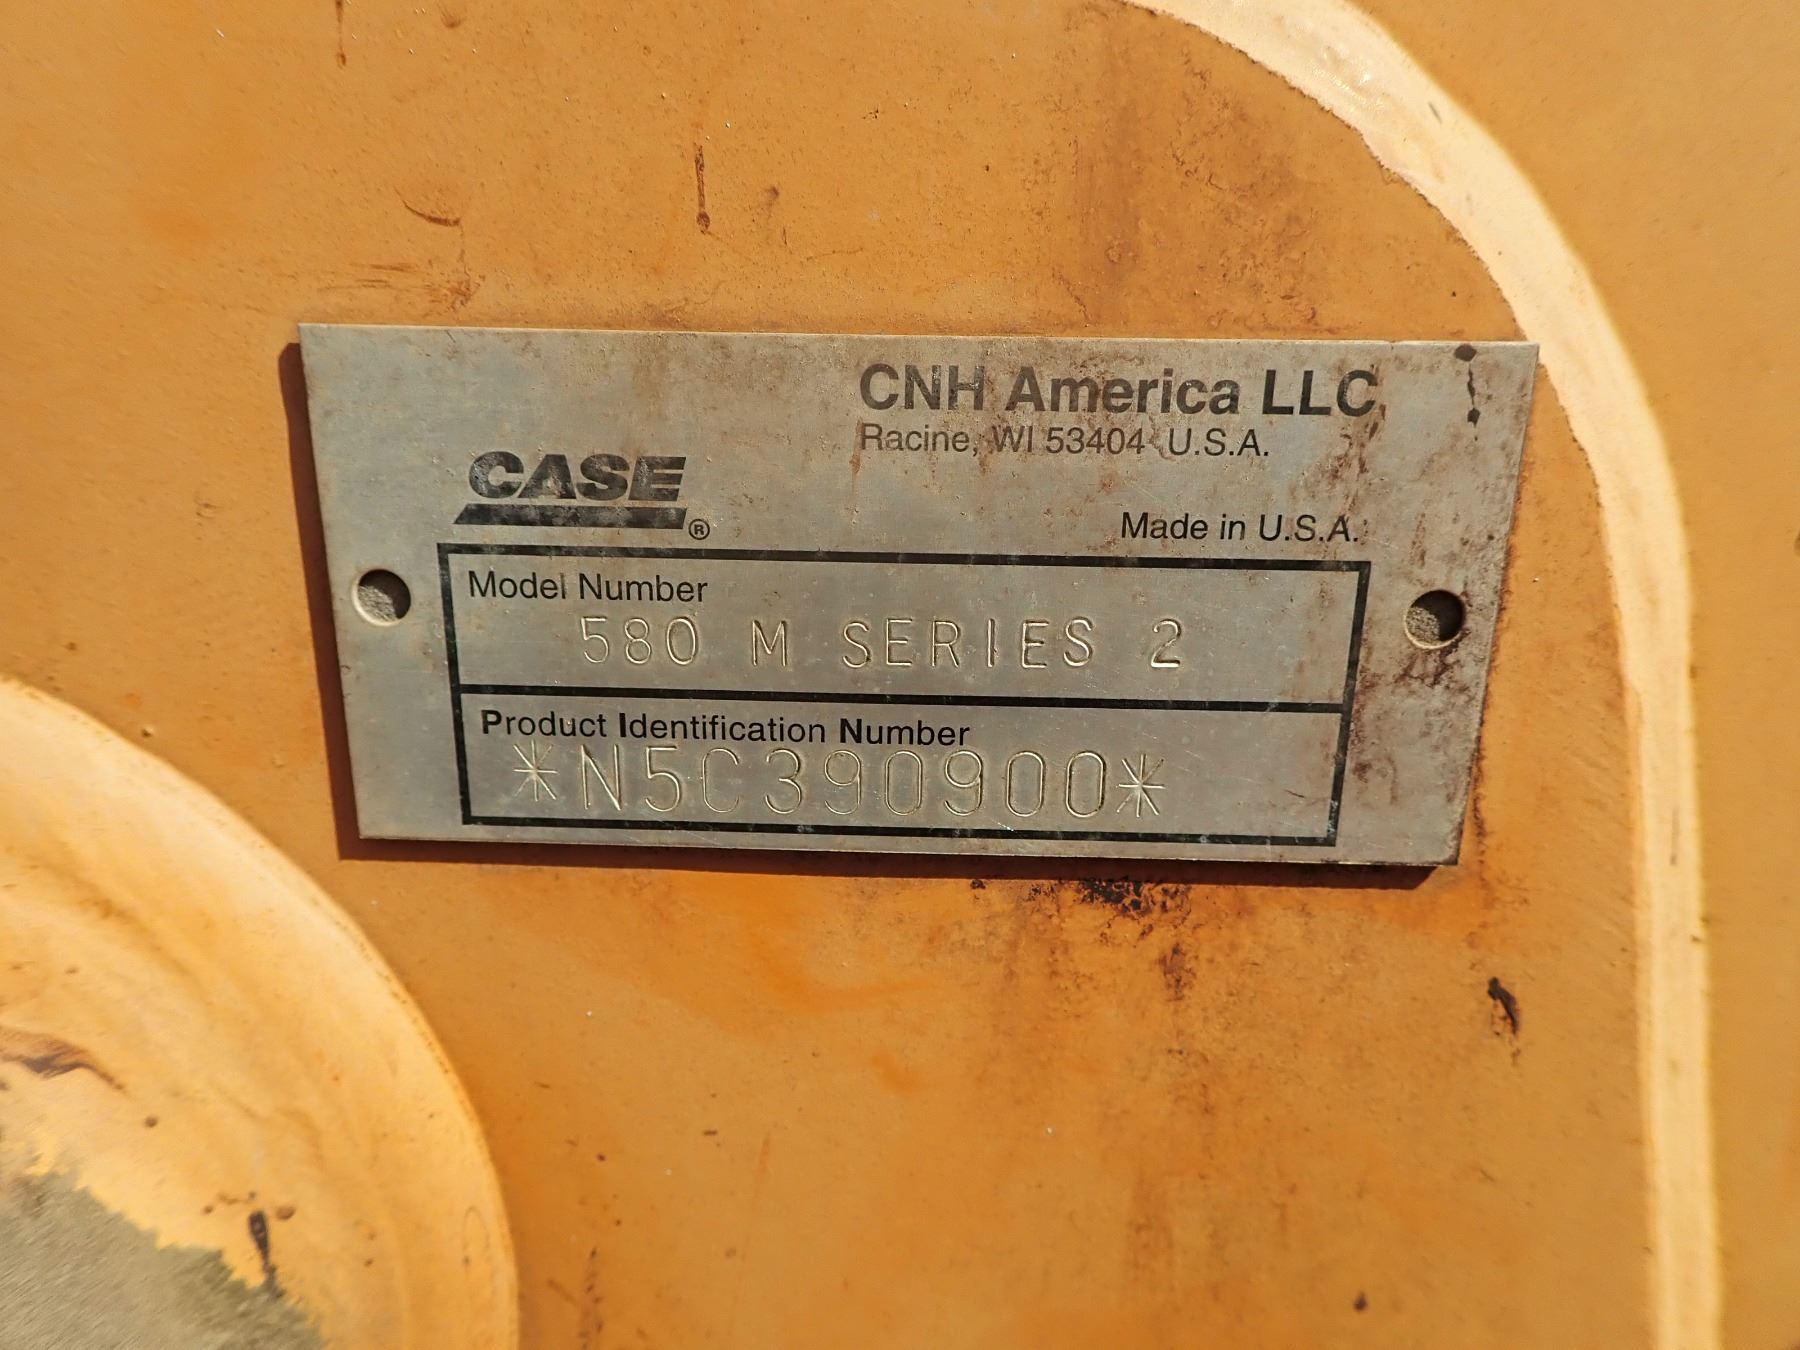 CNH America LLC
Racine, WI 53404 U.S.A.
CASE®
Made in U.S.A.
Model Number
580 M SERIES 2
Product Identification Number
*N5C390900*